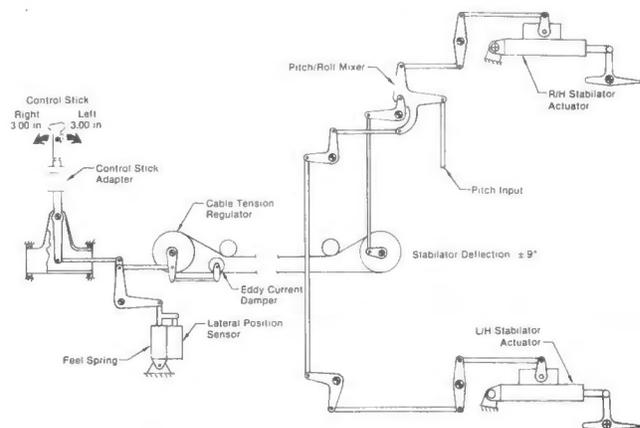 Pitch/Roll Mixer
R/H Stabilator
Actuator
Control Stick
Right Left
3.00 in 3.00 in
Control Stick
Adapter
Pitch Input
Cable Tension
Regulator
Stabilator Deflection ± 9°
Eddy Current
Damper
Lateral Position
Sensor
Feel Spring
L/H Stabilator
Actuator